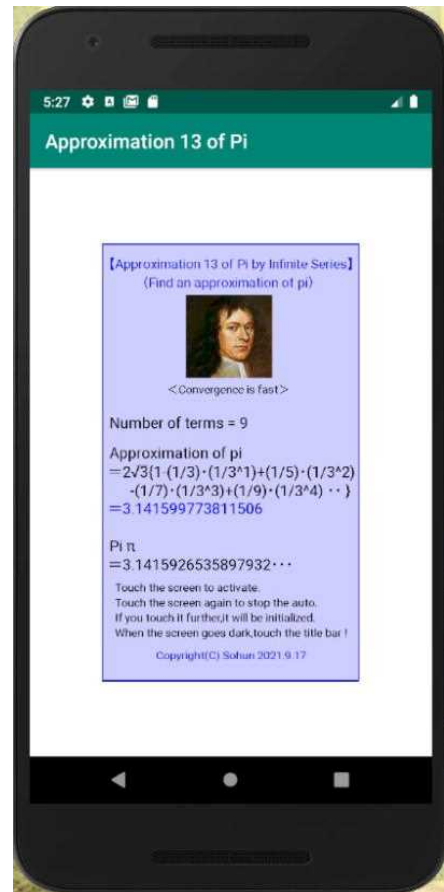 5:27
Approximation 13 of Pi
【Approximation 13 of Pi by Infinite Series】
(Find an approximation of pi)
<Convergence is fast>
Number of terms = 9
Approximation of pi
=2√3{1-(1/3)・(1/3^1)+(1/5)・(1/3^2)
-(1/7)・(1/3^3)+(1/9)・(1/3^4) ・・}
=3.141599773811506
Pi π
=3.1415926535897932・・・
Touch the screen to activate.
Touch the screen again to stop the auto.
If you touch it further,it will be initialized.
When the screen goes dark,touch the title bar !
Copyright(C) Sohun 2021.9.17